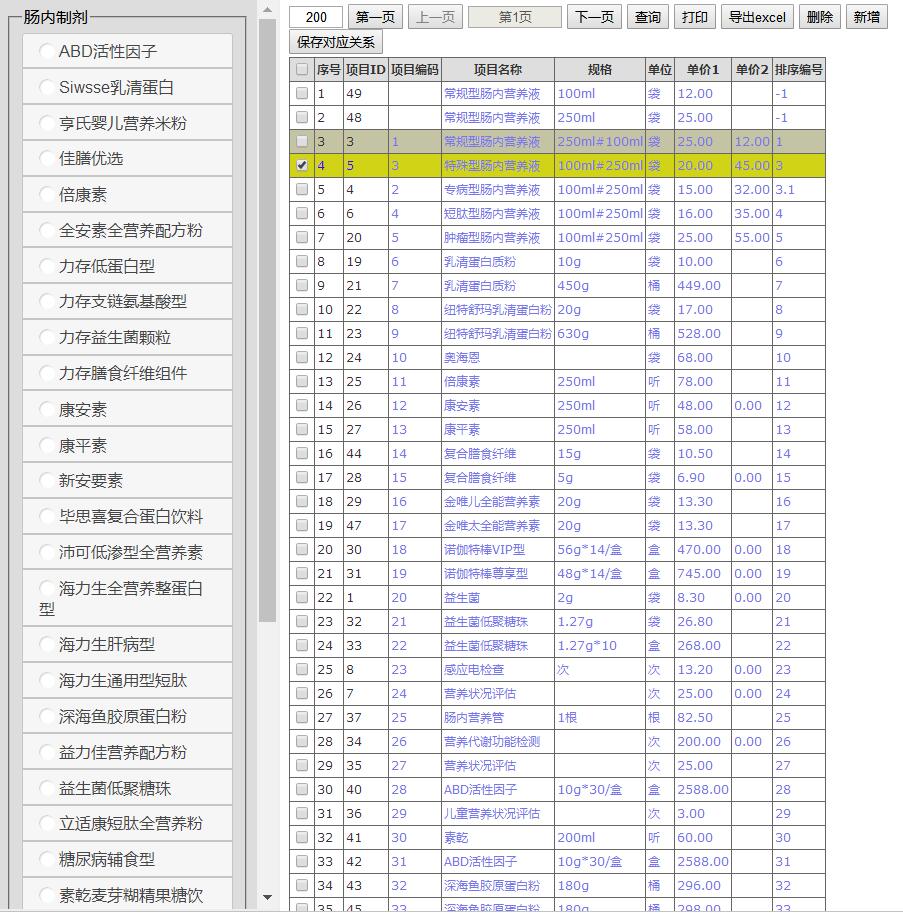 肠内制剂
ABD活性因子
Siwsse乳清蛋白
亨氏婴儿营养米粉
佳膳优选
倍康素
全安素全营养配方粉
力存低蛋白型
力存支链氨基酸型
力存益生菌颗粒
力存膳食纤维组件
康安素
康平素
新安要素
毕思喜复合蛋白饮料
沛可低渗型全营养素
海力生全营养整蛋白
型
海力生肝病型
海力生通用型短肽
深海鱼胶原蛋白粉
益力佳营养配方粉
益生菌低聚糖珠
立适康短肽全营养粉
糖尿病辅食型
素乾麦芽糊精果糖饮
200 第一页 上一页 第1页 下一页 查询 打印 导出excel 删除 新增
保存对应关系
序号 项目ID 项目编码 项目名称 规格 单位 单价1 单价2 排序编号
1 49 常规型肠内营养液 100ml 袋 12.00 -1
2 48 常规型肠内营养液 250ml 袋 25.00 -1
3 3 1 常规型肠内营养液 250ml#100ml 袋 25.00 12.00 1
4 5 3 特殊型肠内营养液 100ml#250ml 袋 20.00 45.00 3
5 4 2 专病型肠内营养液 100ml#250ml 袋 15.00 32.00 3.1
6 6 4 短肽型肠内营养液 100ml#250ml 袋 16.00 35.00 4
7 20 5 肿瘤型肠内营养液 100ml#250ml 袋 25.00 55.00 5
8 19 6 乳清蛋白质粉 10g 袋 10.00 6
9 21 7 乳清蛋白质粉 450g 桶 449.00 7
10 22 8 纽特舒玛乳清蛋白粉 20g 袋 17.00 8
11 23 9 纽特舒玛乳清蛋白粉 630g 桶 528.00 9
12 24 10 奥海恩 袋 68.00 10
13 25 11 倍康素 250ml 听 78.00 11
14 26 12 康安素 250ml 听 48.00 0.00 12
15 27 13 康平素 250ml 听 58.00 13
16 44 14 复合膳食纤维 15g 袋 10.50 14
17 28 15 复合膳食纤维 5g 袋 6.90 0.00 15
18 29 16 金唯儿全能营养素 20g 袋 13.30 16
19 47 17 金唯太全能营养素 20g 袋 13.30 17
20 30 18 诺伽特棒VIP型 56g*14/盒 盒 470.00 0.00 18
21 31 19 诺伽特棒尊享型 48g*14/盒 盒 745.00 0.00 19
22 1 20 益生菌 2g 袋 8.30 0.00 20
23 32 21 益生菌低聚糖珠 1.27g 袋 26.80 21
24 33 22 益生菌低聚糖珠 1.27g*10 盒 268.00 22
25 8 23 感应电检查 次 次 13.20 0.00 23
26 7 24 营养状况评估 次 25.00 0.00 24
27 37 25 肠内营养管 1根 根 82.50 25
28 34 26 营养代谢功能检测 次 200.00 0.00 26
29 35 27 营养状况评估 次 25.00 27
30 40 28 ABD活性因子 10g*30/盒 盒 2588.00 28
31 36 29 儿童营养状况评估 次 3.00 29
32 41 30 素乾 200ml 听 60.00 30
33 42 31 ABD活性因子 10g*30/盒 盒 2588.00 31
34 43 32 深海鱼胶原蛋白粉 180g 桶 296.00 32
35 45 33 深海鱼胶原蛋白粉 180g 桶 298.00 33